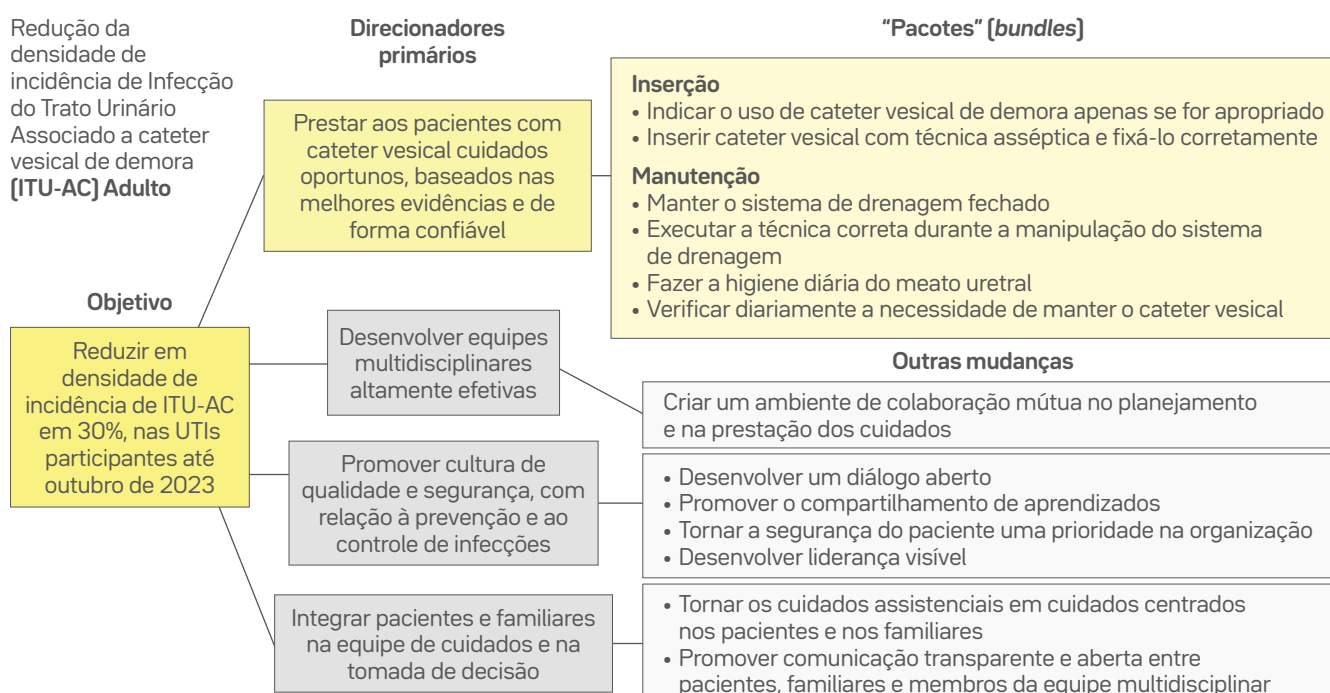 Redução da
densidade de
incidência de Infecção
do Trato Urinário
Associado a cateter
vesical de demora
(ITU-AC) Adulto
Objetivo
Reduzir em
densidade de
incidência de ITU-AC
em 30%, nas UTIs
participantes até
outubro de 2023
Direcionadores
primários
Prestar aos pacientes com
cateter vesical cuidados
oportunos, baseados nas
melhores evidências e de
forma confiável
Desenvolver equipes
multidisciplinares
altamente efetivas
Promover cultura de
qualidade e segurança, com
relação à prevenção e ao
controle de infecções
Integrar pacientes e familiares
na equipe de cuidados e na
tomada de decisão
“Pacotes” (bundles)
Inserção
• Indicar o uso de cateter vesical de demora apenas se for apropriado
• Inserir cateter vesical com técnica asséptica e fixá-lo corretamente
Manutenção
• Manter o sistema de drenagem fechado
• Executar a técnica correta durante a manipulação do sistema
de drenagem
• Fazer a higiene diária do meato uretral
• Verificar diariamente a necessidade de manter o cateter vesical
Outras mudanças
Criar um ambiente de colaboração mútua no planejamento
e na prestação dos cuidados
• Desenvolver um diálogo aberto
• Promover o compartilhamento de aprendizados
• Tornar a segurança do paciente uma prioridade na organização
• Desenvolver liderança visível
• Tornar os cuidados assistenciais em cuidados centrados
nos pacientes e nos familiares
• Promover comunicação transparente e aberta entre
pacientes, familiares e membros da equipe multidisciplinar